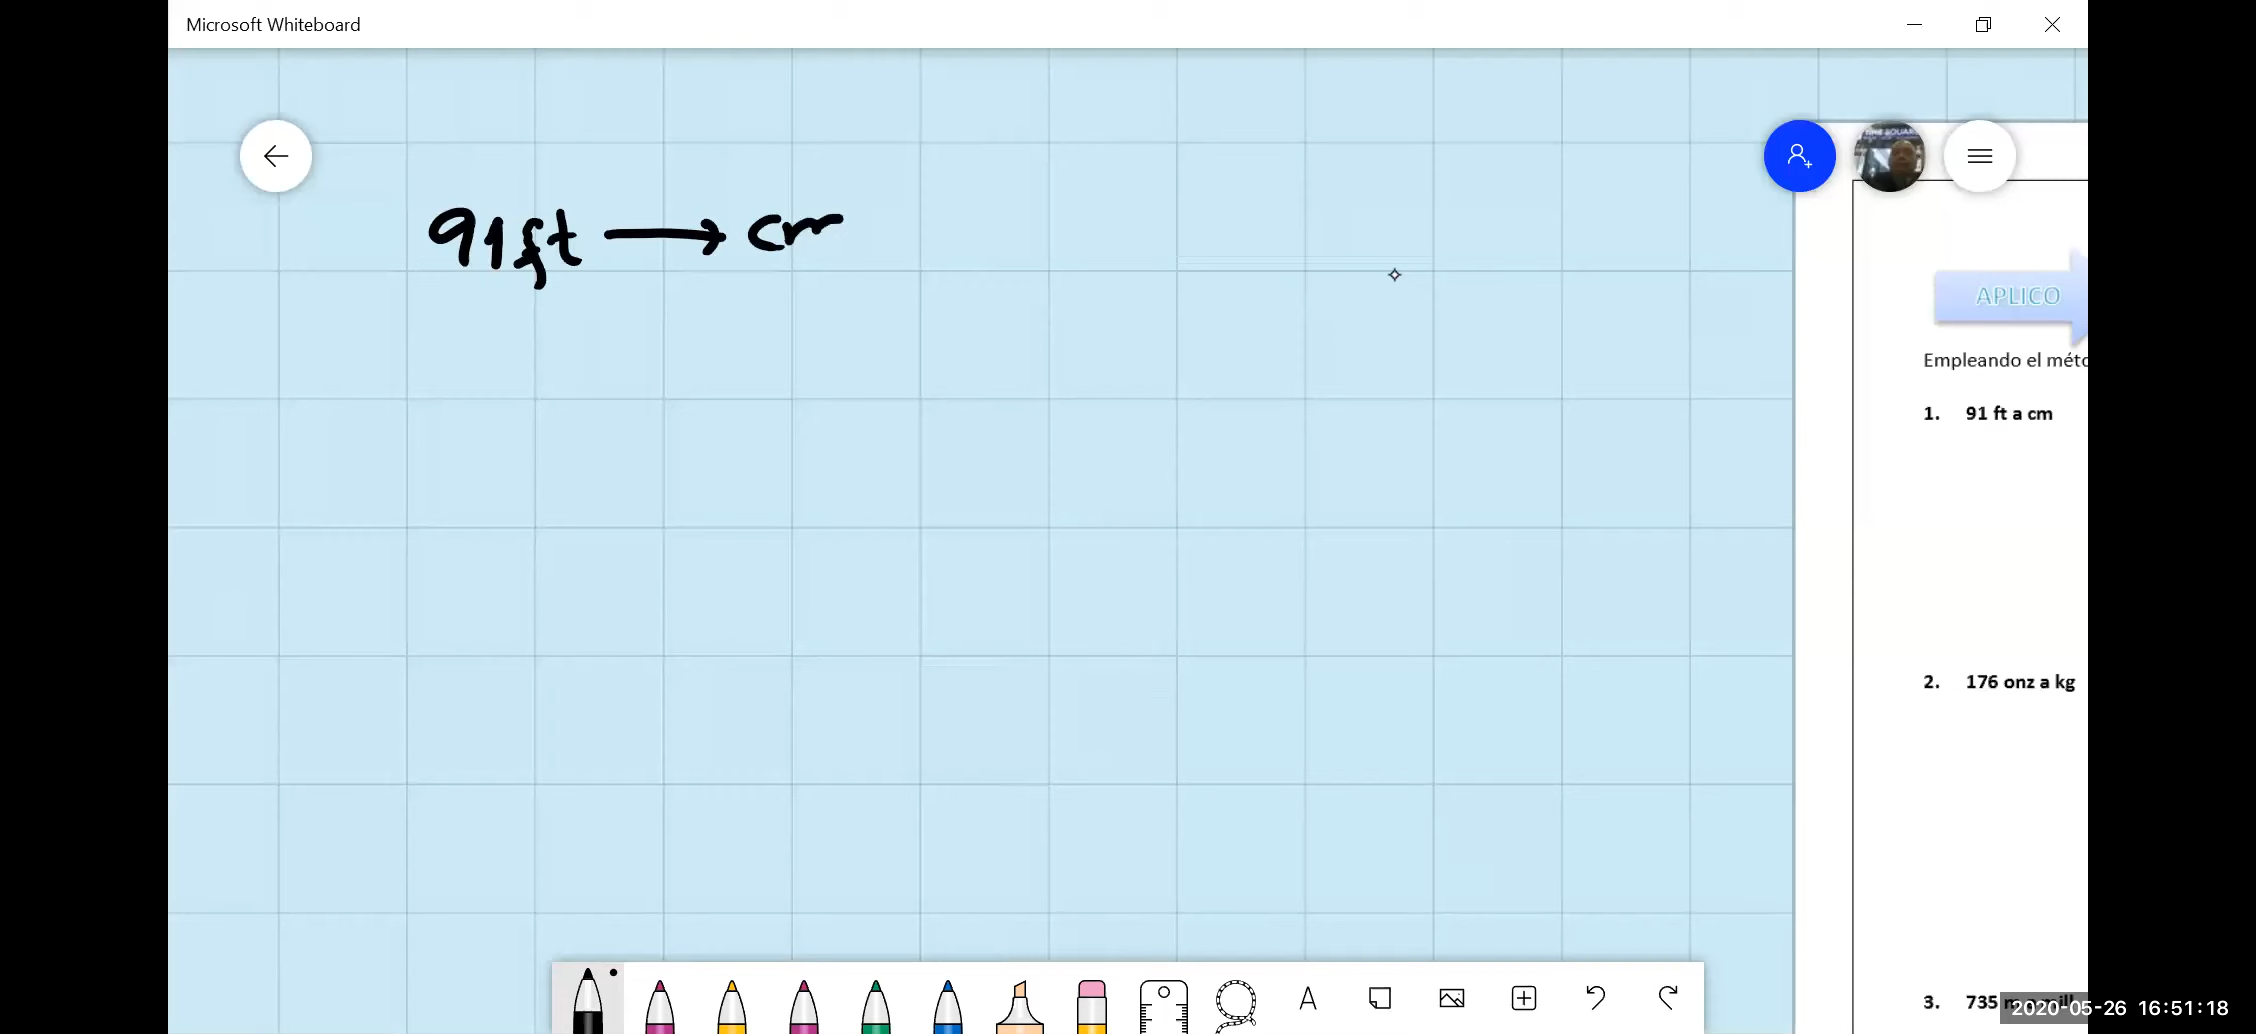 Microsoft Whiteboard
91ft → cm
APLICO
Empleando el
1. 91 ft a cm
2. 176 onz a kg
3. 735
2020-05-26 16:51:18